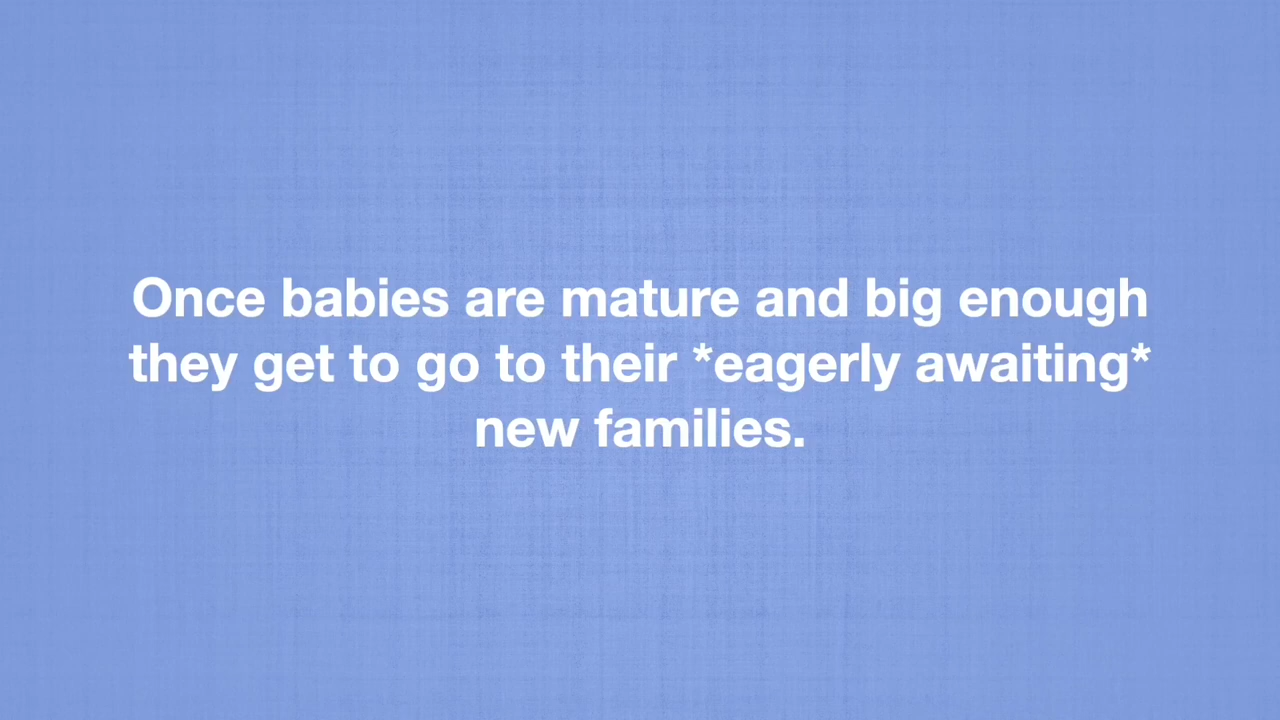 Once babies are mature and big enough
they get to go to their *eagerly awaiting*
new families.